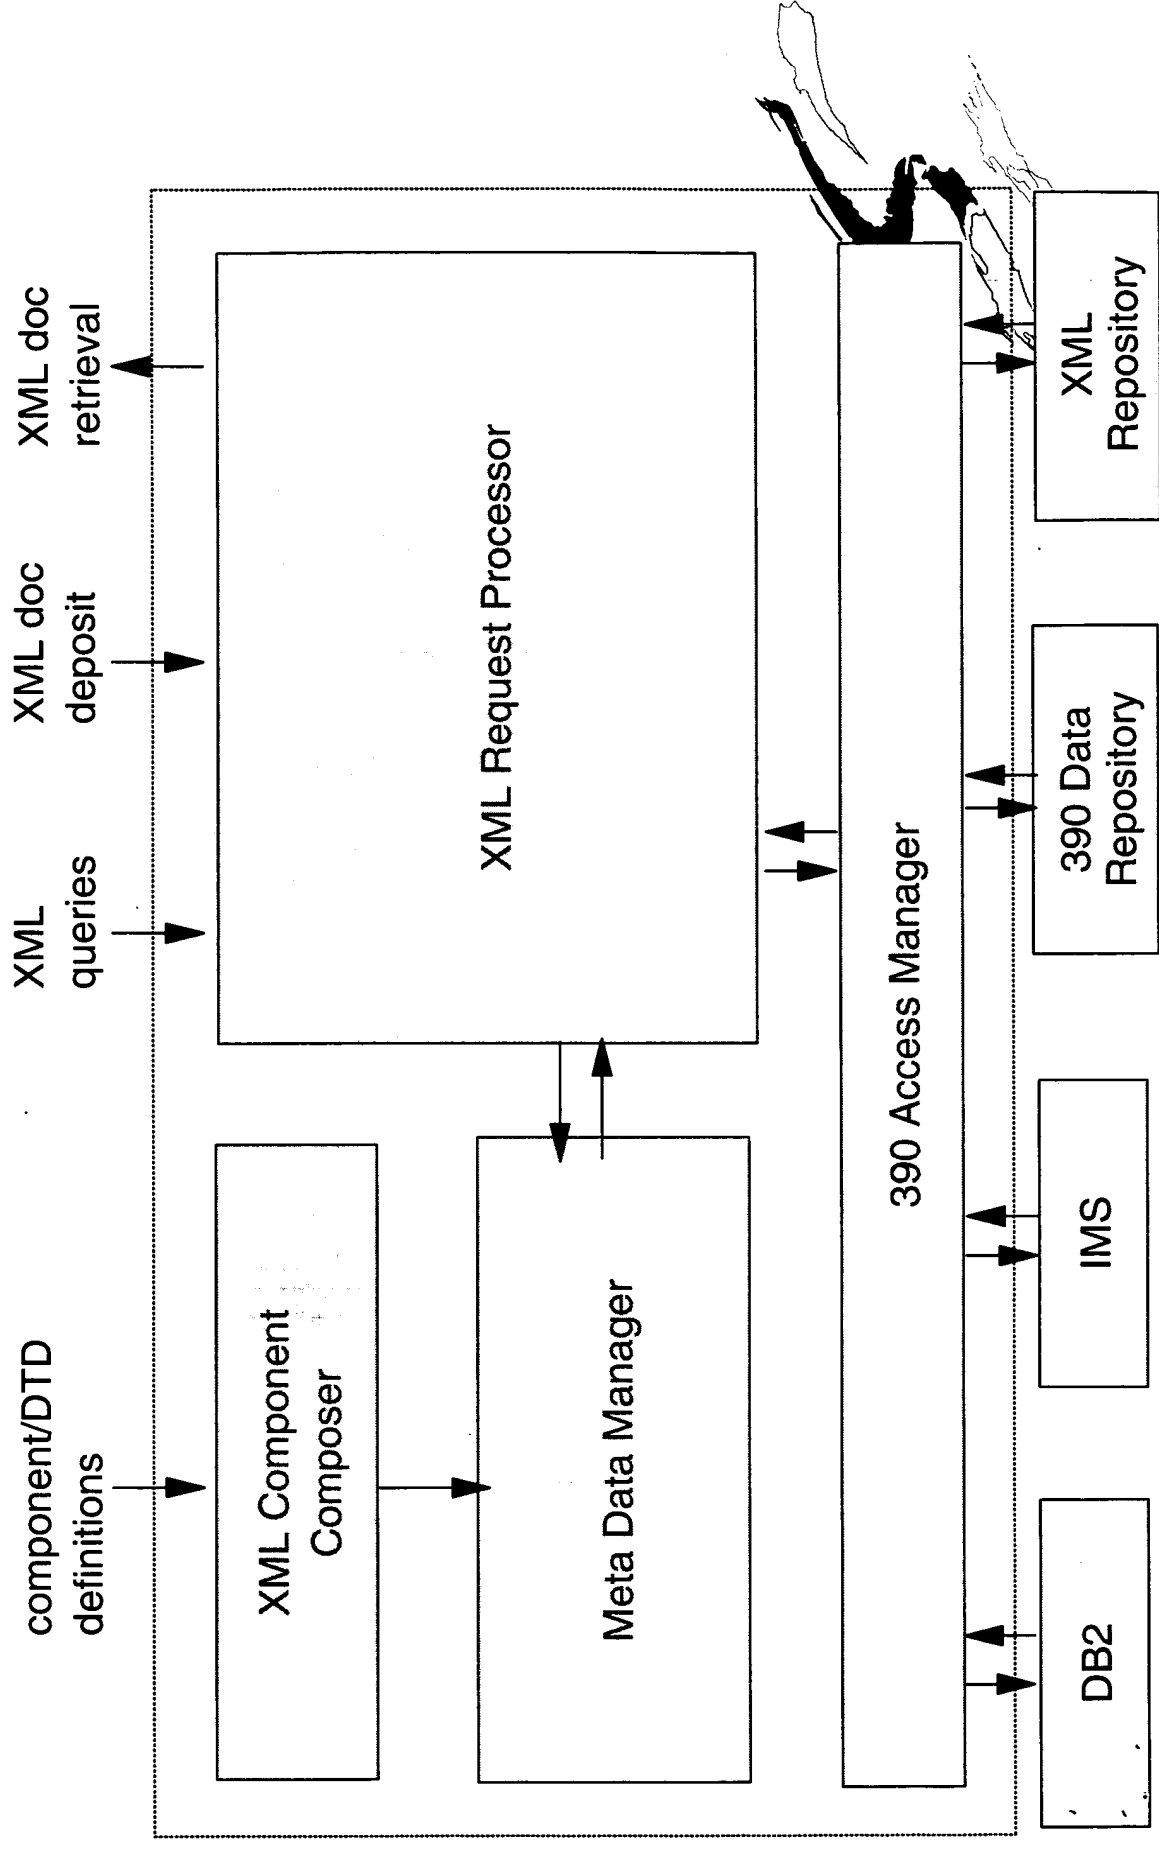 component/DTD
definitions
XML
queries
XML doc
deposit
XML doc
retrieval
XML Component
Composer
Meta Data Manager
XML Request Processor
390 Access Manager
DB2
IMS
390 Data
Repository
XML
Repository